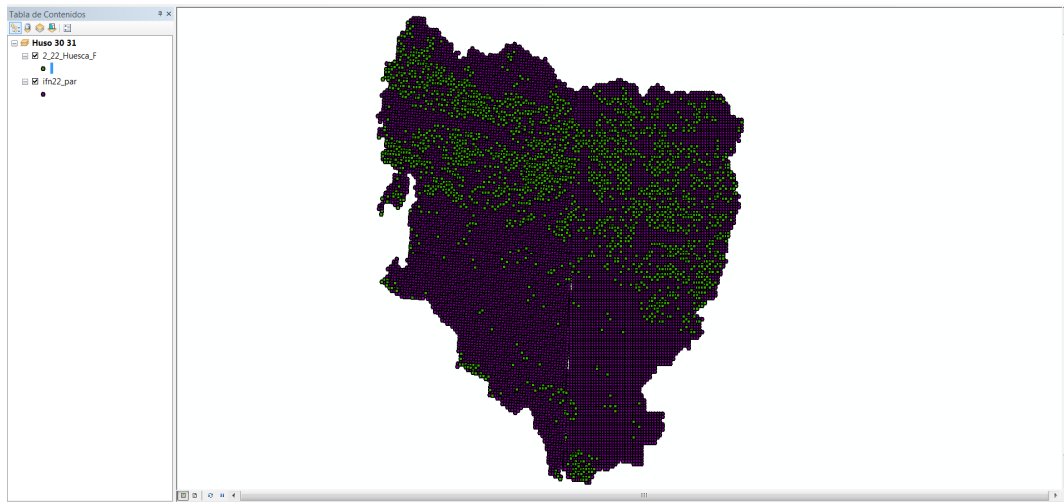 Tabla de Contenidos
Huso 30 31
2_22_Huesca_F
ifn22_par